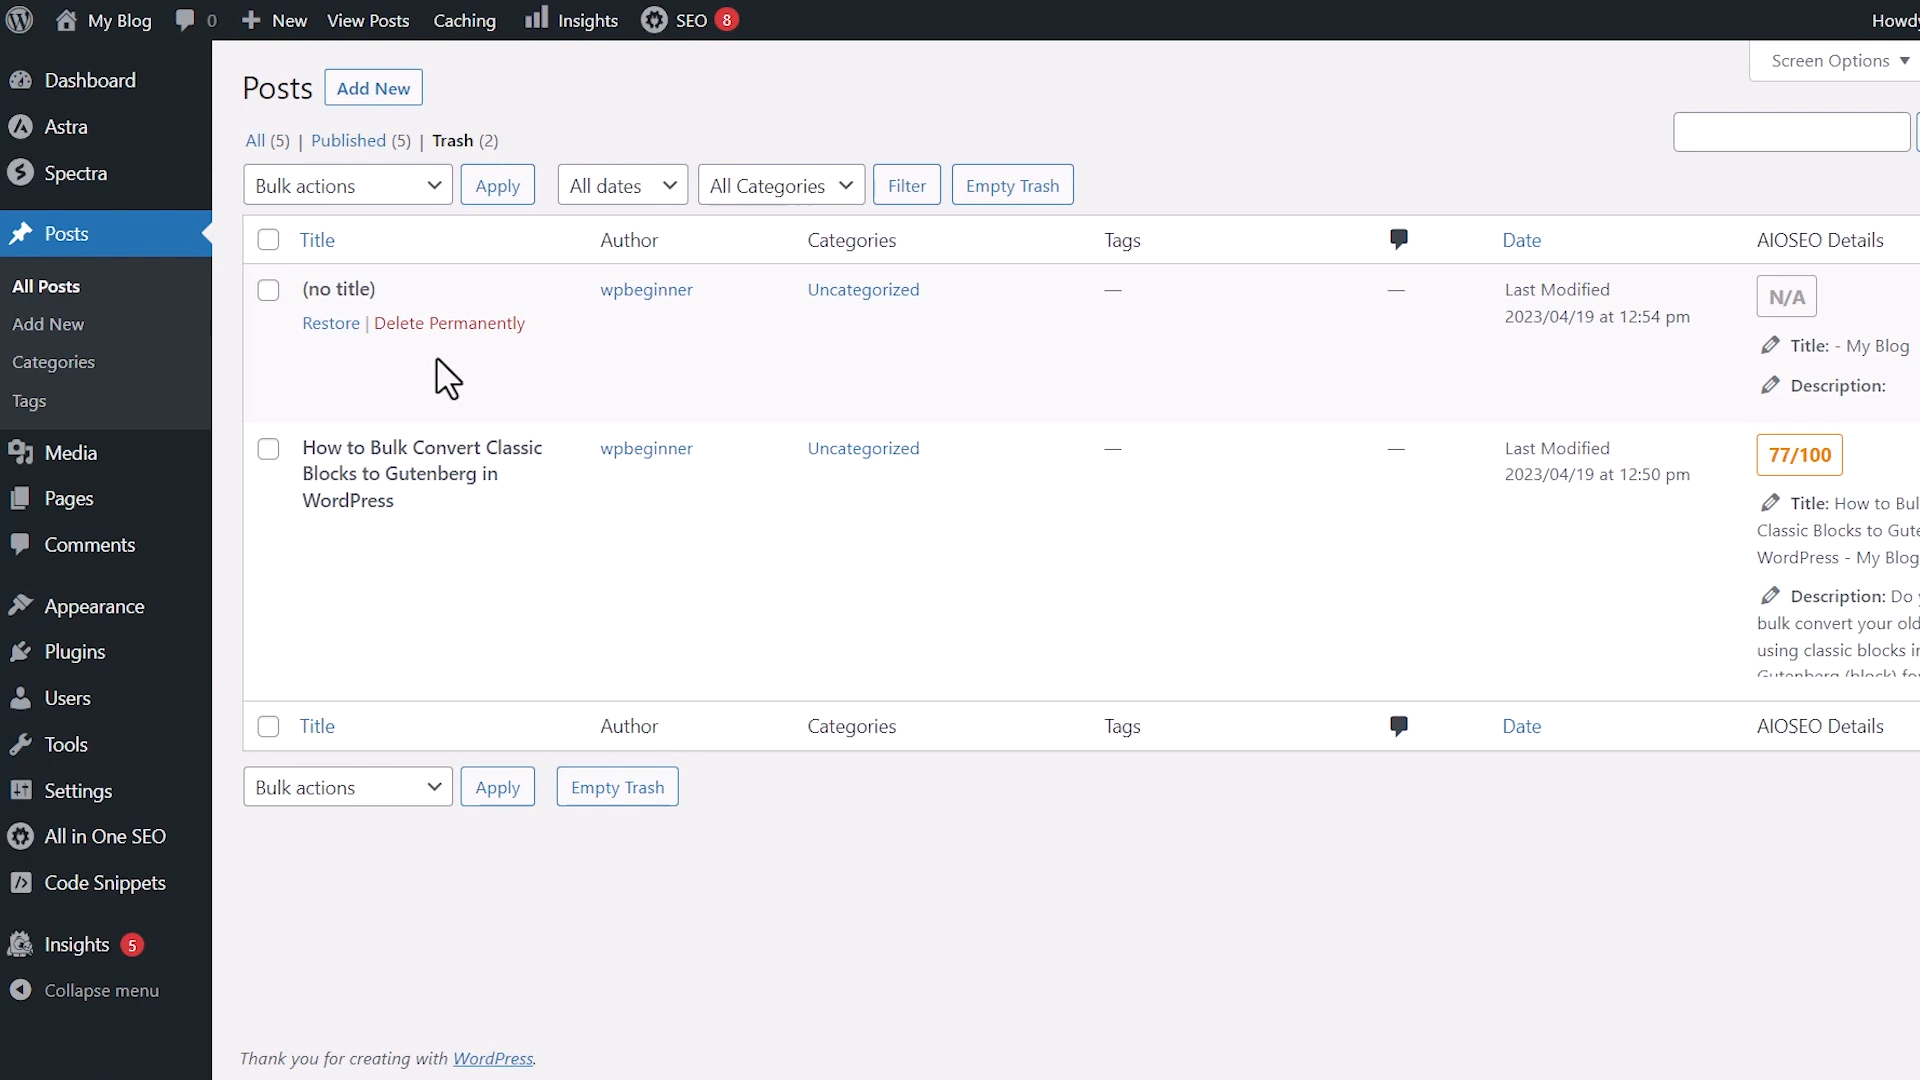 My Blog 0 New View Posts Caching Insights SEO 8 Howdy
Dashboard
Astra
Spectra
Posts
All Posts
Add New
Categories
Tags
Media
Pages
Comments
Appearance
Plugins
Users
Tools
Settings
All in One SEO
Code Snippets
Insights 5
Collapse menu
Screen Options
Posts Add New
All (5) | Published (5) | Trash (2)
Bulk actions Apply All dates All Categories Filter Empty Trash
Title Author Categories Tags Date AIOSEO Details
(no title) wpbeginner Uncategorized — — Last Modified N/A
Restore | Delete Permanently 2023/04/19 at 12:54 pm
Title: - My Blog
Description:
How to Bulk Convert Classic wpbeginner Uncategorized — — Last Modified 77/100
Blocks to Gutenberg in 2023/04/19 at 12:50 pm
WordPress
Title: How to Bul
Classic Blocks to Gute
WordPress - My Blog
Description: Do
bulk convert your old
using classic blocks i
Gutenberg (block) fo
Title Author Categories Tags Date AIOSEO Details
Bulk actions Apply Empty Trash
Thank you for creating with WordPress.